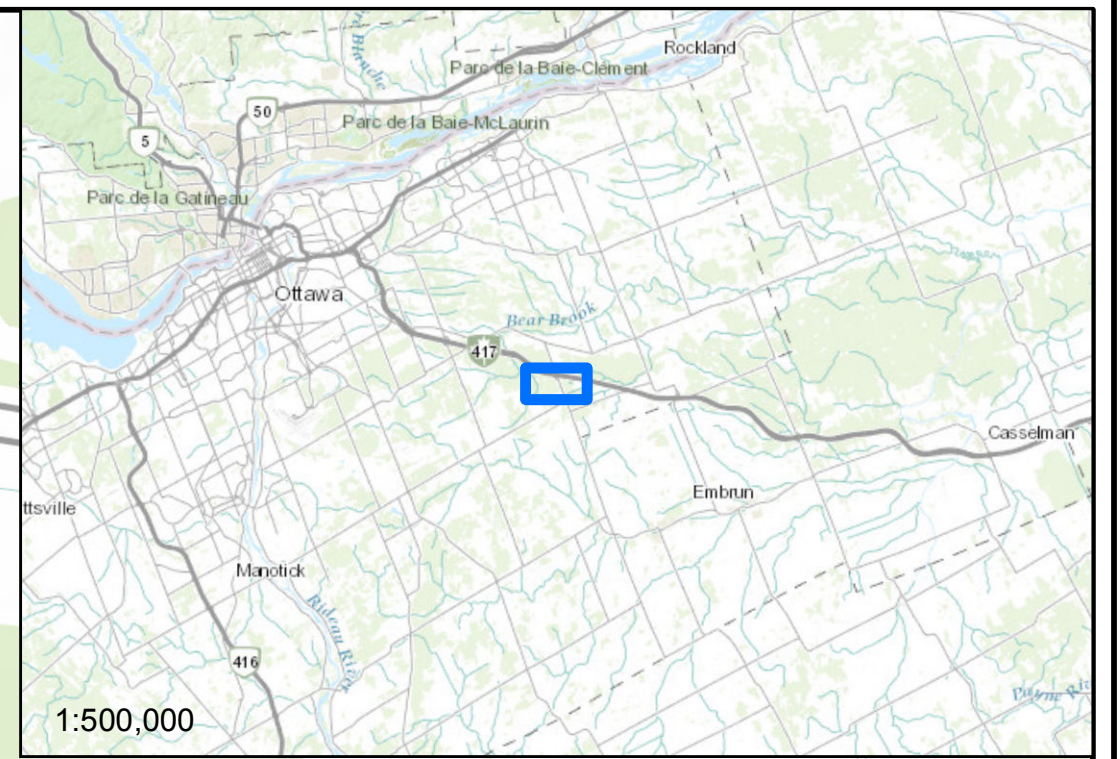 Rockland
Blanche
Parc de la Baie-Clément
50
Parc de la Baie-McLaurin
5
Parc de la Gatineau
Ottawa
Bear Brook
417
Casselman
Embrun
ttsville
Manotick
Rideau River
416
1:500,000